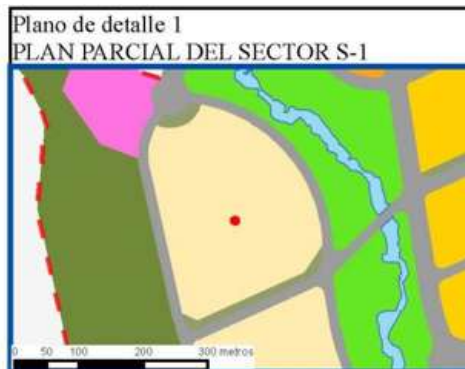 Plano de detalle 1
PLAN PARCIAL DEL SECTOR S-1
0 50 100 200 300 metros